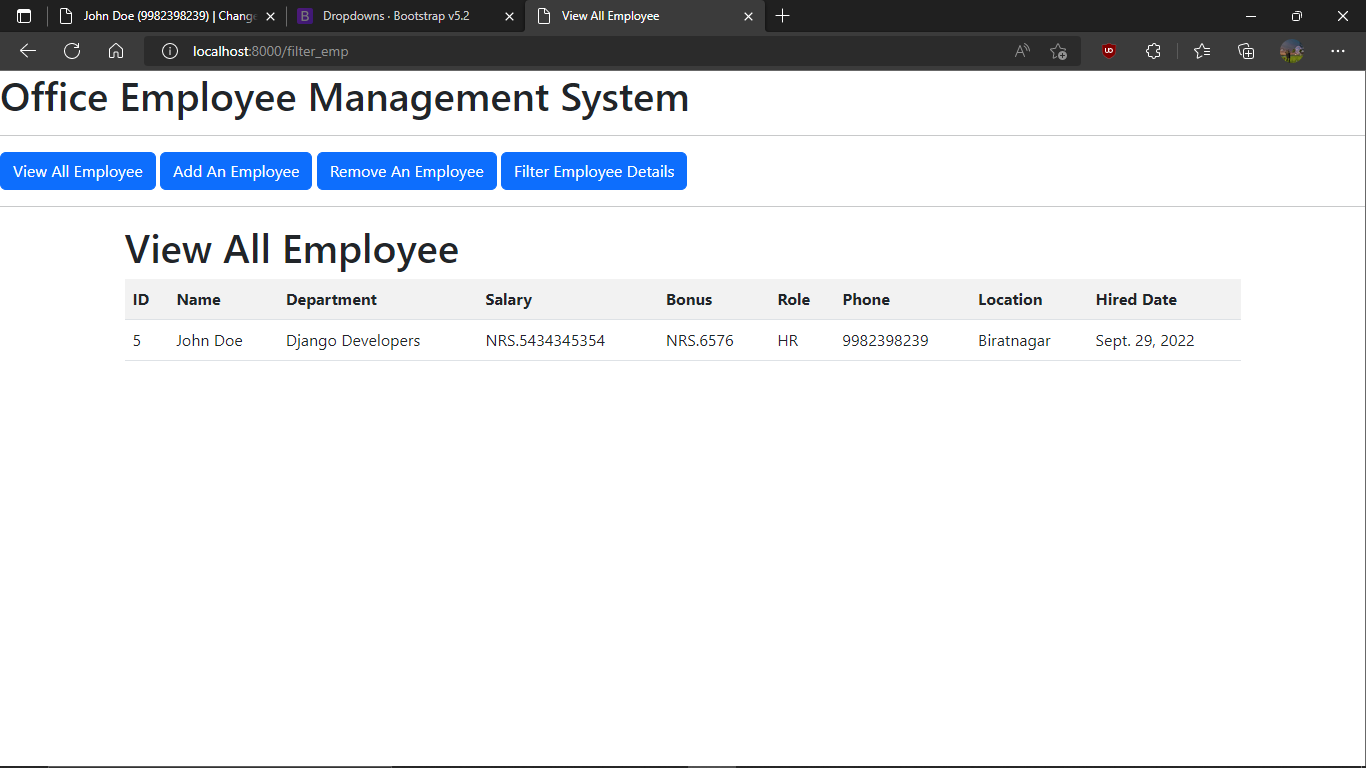 John Doe (9982398239) | Change
Dropdowns · Bootstrap v5.2
View All Employee
localhost:8000/filter_emp
Office Employee Management System
View All Employee Add An Employee Remove An Employee Filter Employee Details
View All Employee
ID Name Department Salary Bonus Role Phone Location Hired Date
5 John Doe Django Developers NRS.5434345354 NRS.6576 HR 9982398239 Biratnagar Sept. 29, 2022